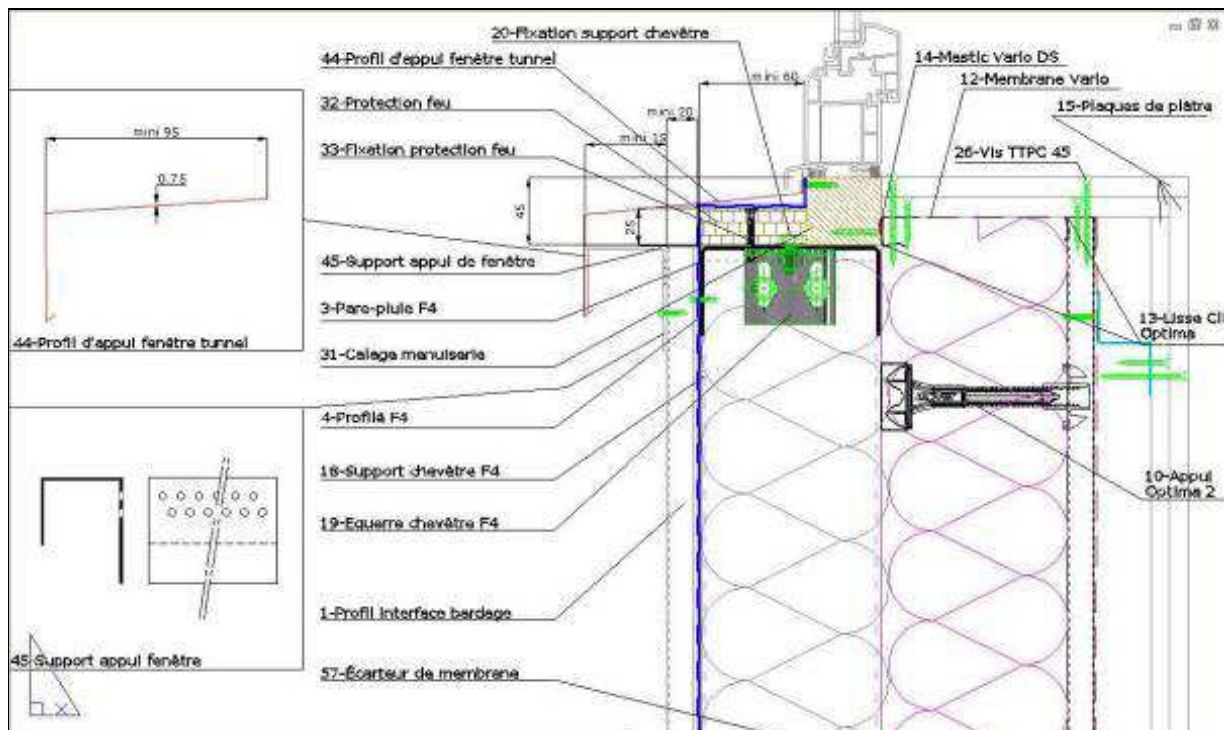 20-Fixation support chevêtre
44-Profil d'appui fenêtre tunnel
32-Protection feu
33-Fixation protection feu
mini 60
mini 20
mini 15
45
25
14-Mastic Vario DS
12-Membrane Vario
15-Plaques de plâtre
26-Vis TTPC 45
mini 95
0.75
44-Profil d'appui fenêtre tunnel
45-Support appui de fenêtre
3-Pare-pluie F4
31-Calage menuiserie
4-Profilé F4
18-Support chevêtre F4
19-Equerre chevêtre F4
1-Profil interface bardage
57-Écarteur de membrane
13-Lisse Cli
Optima
10-Appui
Optima 2
45-Support appui fenêtre
X